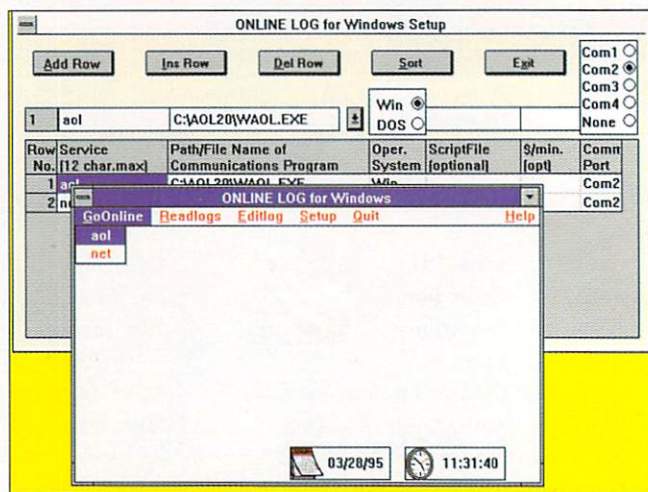 ONLINE LOG for Windows Setup
Add Row Ins Row Del Row Sort Exit
Com1
Com2
Com3
Com4
None
Win
DOS
1 aol C:\AOL20\WAOL.EXE
Row No. Service (12 char.max) Path/File Name of Communications Program Oper. System ScriptFile (optional) $/min. (opt) Comm Port
1 aol C:\AOL20\WAOL.EXE Win Com2
2 Com2
ONLINE LOG for Windows
GoOnline Readlogs Editlog Setup Quit Help
aol
net
03/28/95 11:31:40